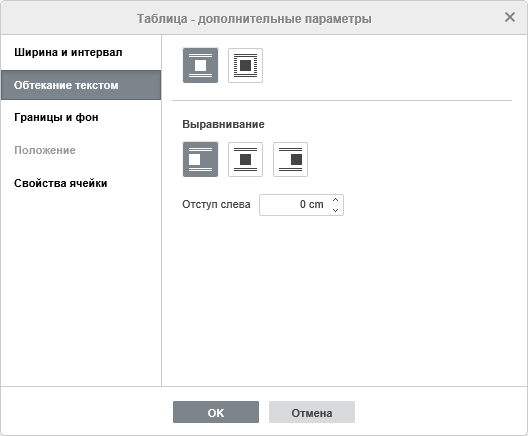 Таблица - дополнительные параметры
Ширина и интервал
Обтекание текстом
Границы и фон
Положение
Свойства ячейки
Выравнивание
Отступ слева 0 cm
OK Отмена